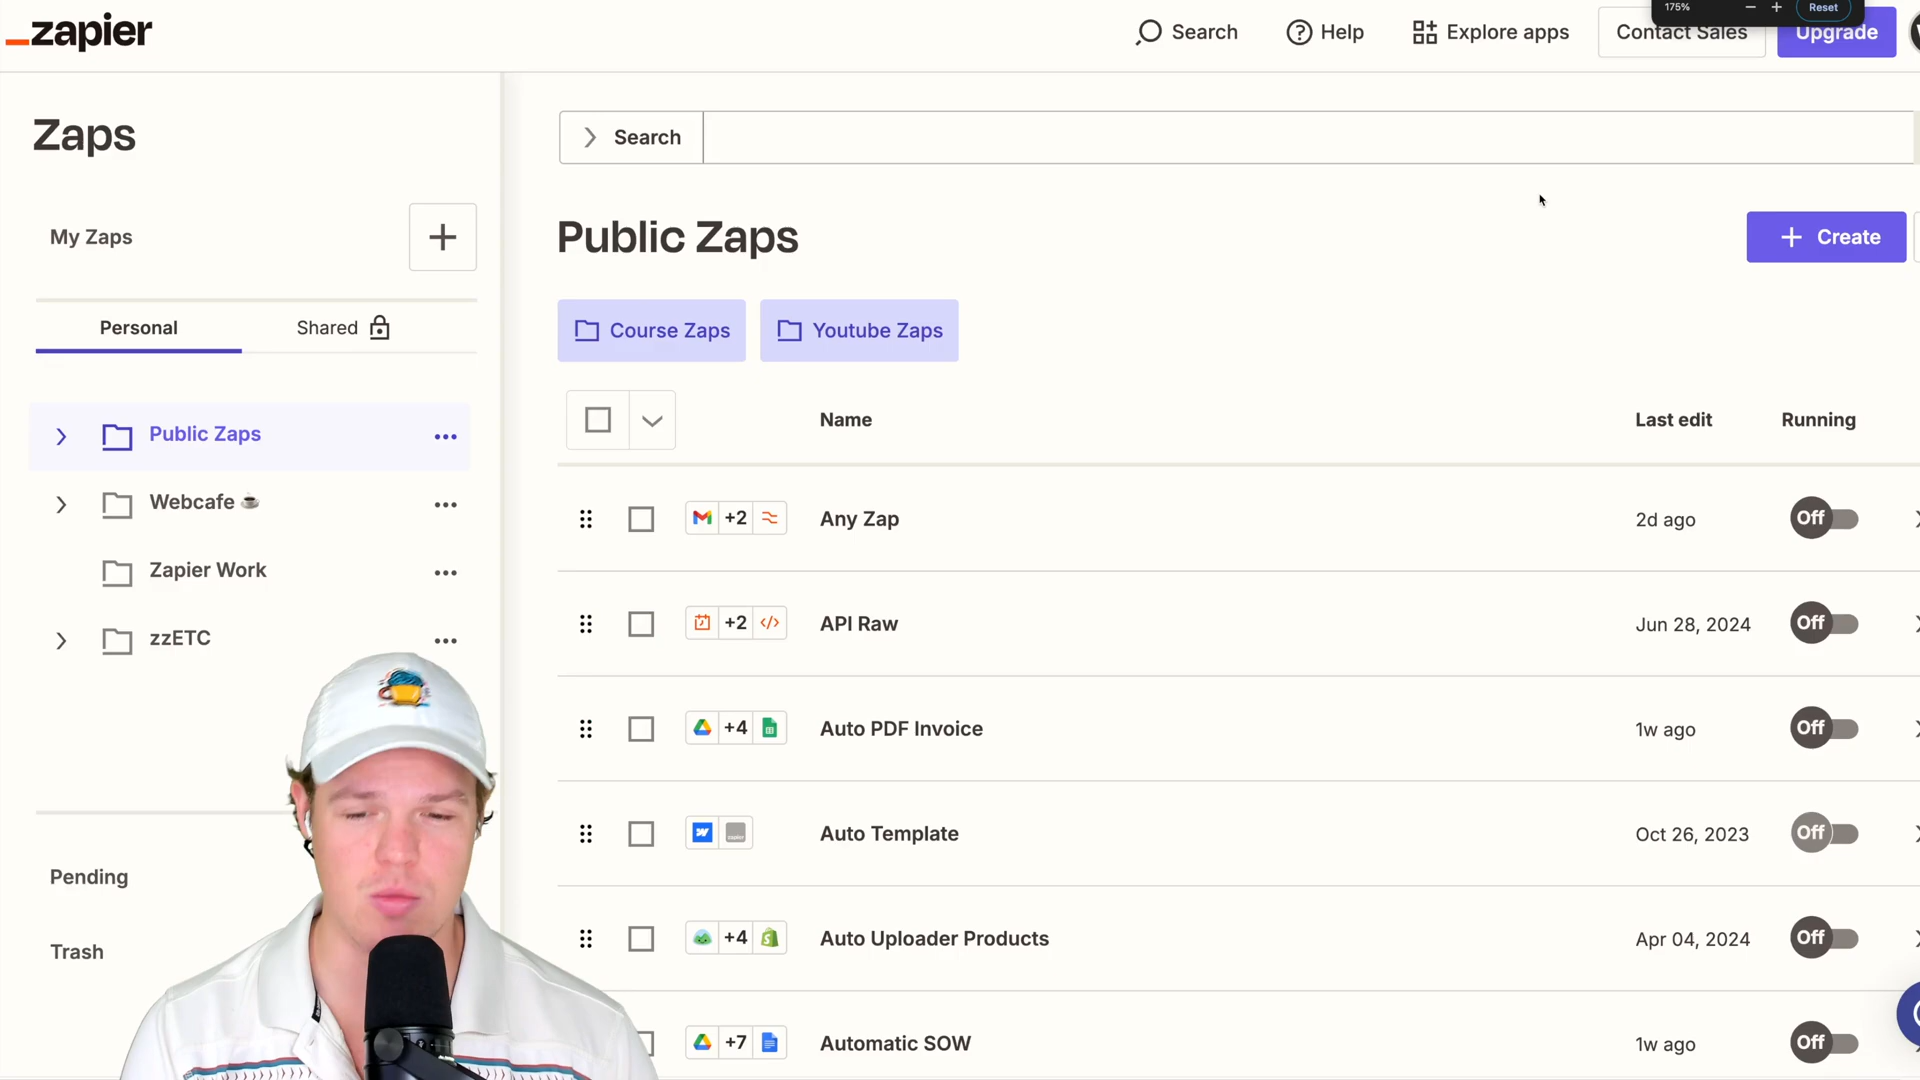 zapier
Search
Help
Explore apps
Contact Sales
Upgrade
175%
Reset
Zaps
My Zaps
Personal
Shared
Public Zaps
Webcafe ☕
Zapier Work
zzETC
Pending
Trash
Search
Public Zaps
Create
Course Zaps
Youtube Zaps
Name
Last edit
Running
+2
Any Zap
2d ago
Off
+2
API Raw
Jun 28, 2024
Off
+4
Auto PDF Invoice
1w ago
Off
zapier
Auto Template
Oct 26, 2023
Off
+4
Auto Uploader Products
Apr 04, 2024
Off
+7
Automatic SOW
1w ago
Off